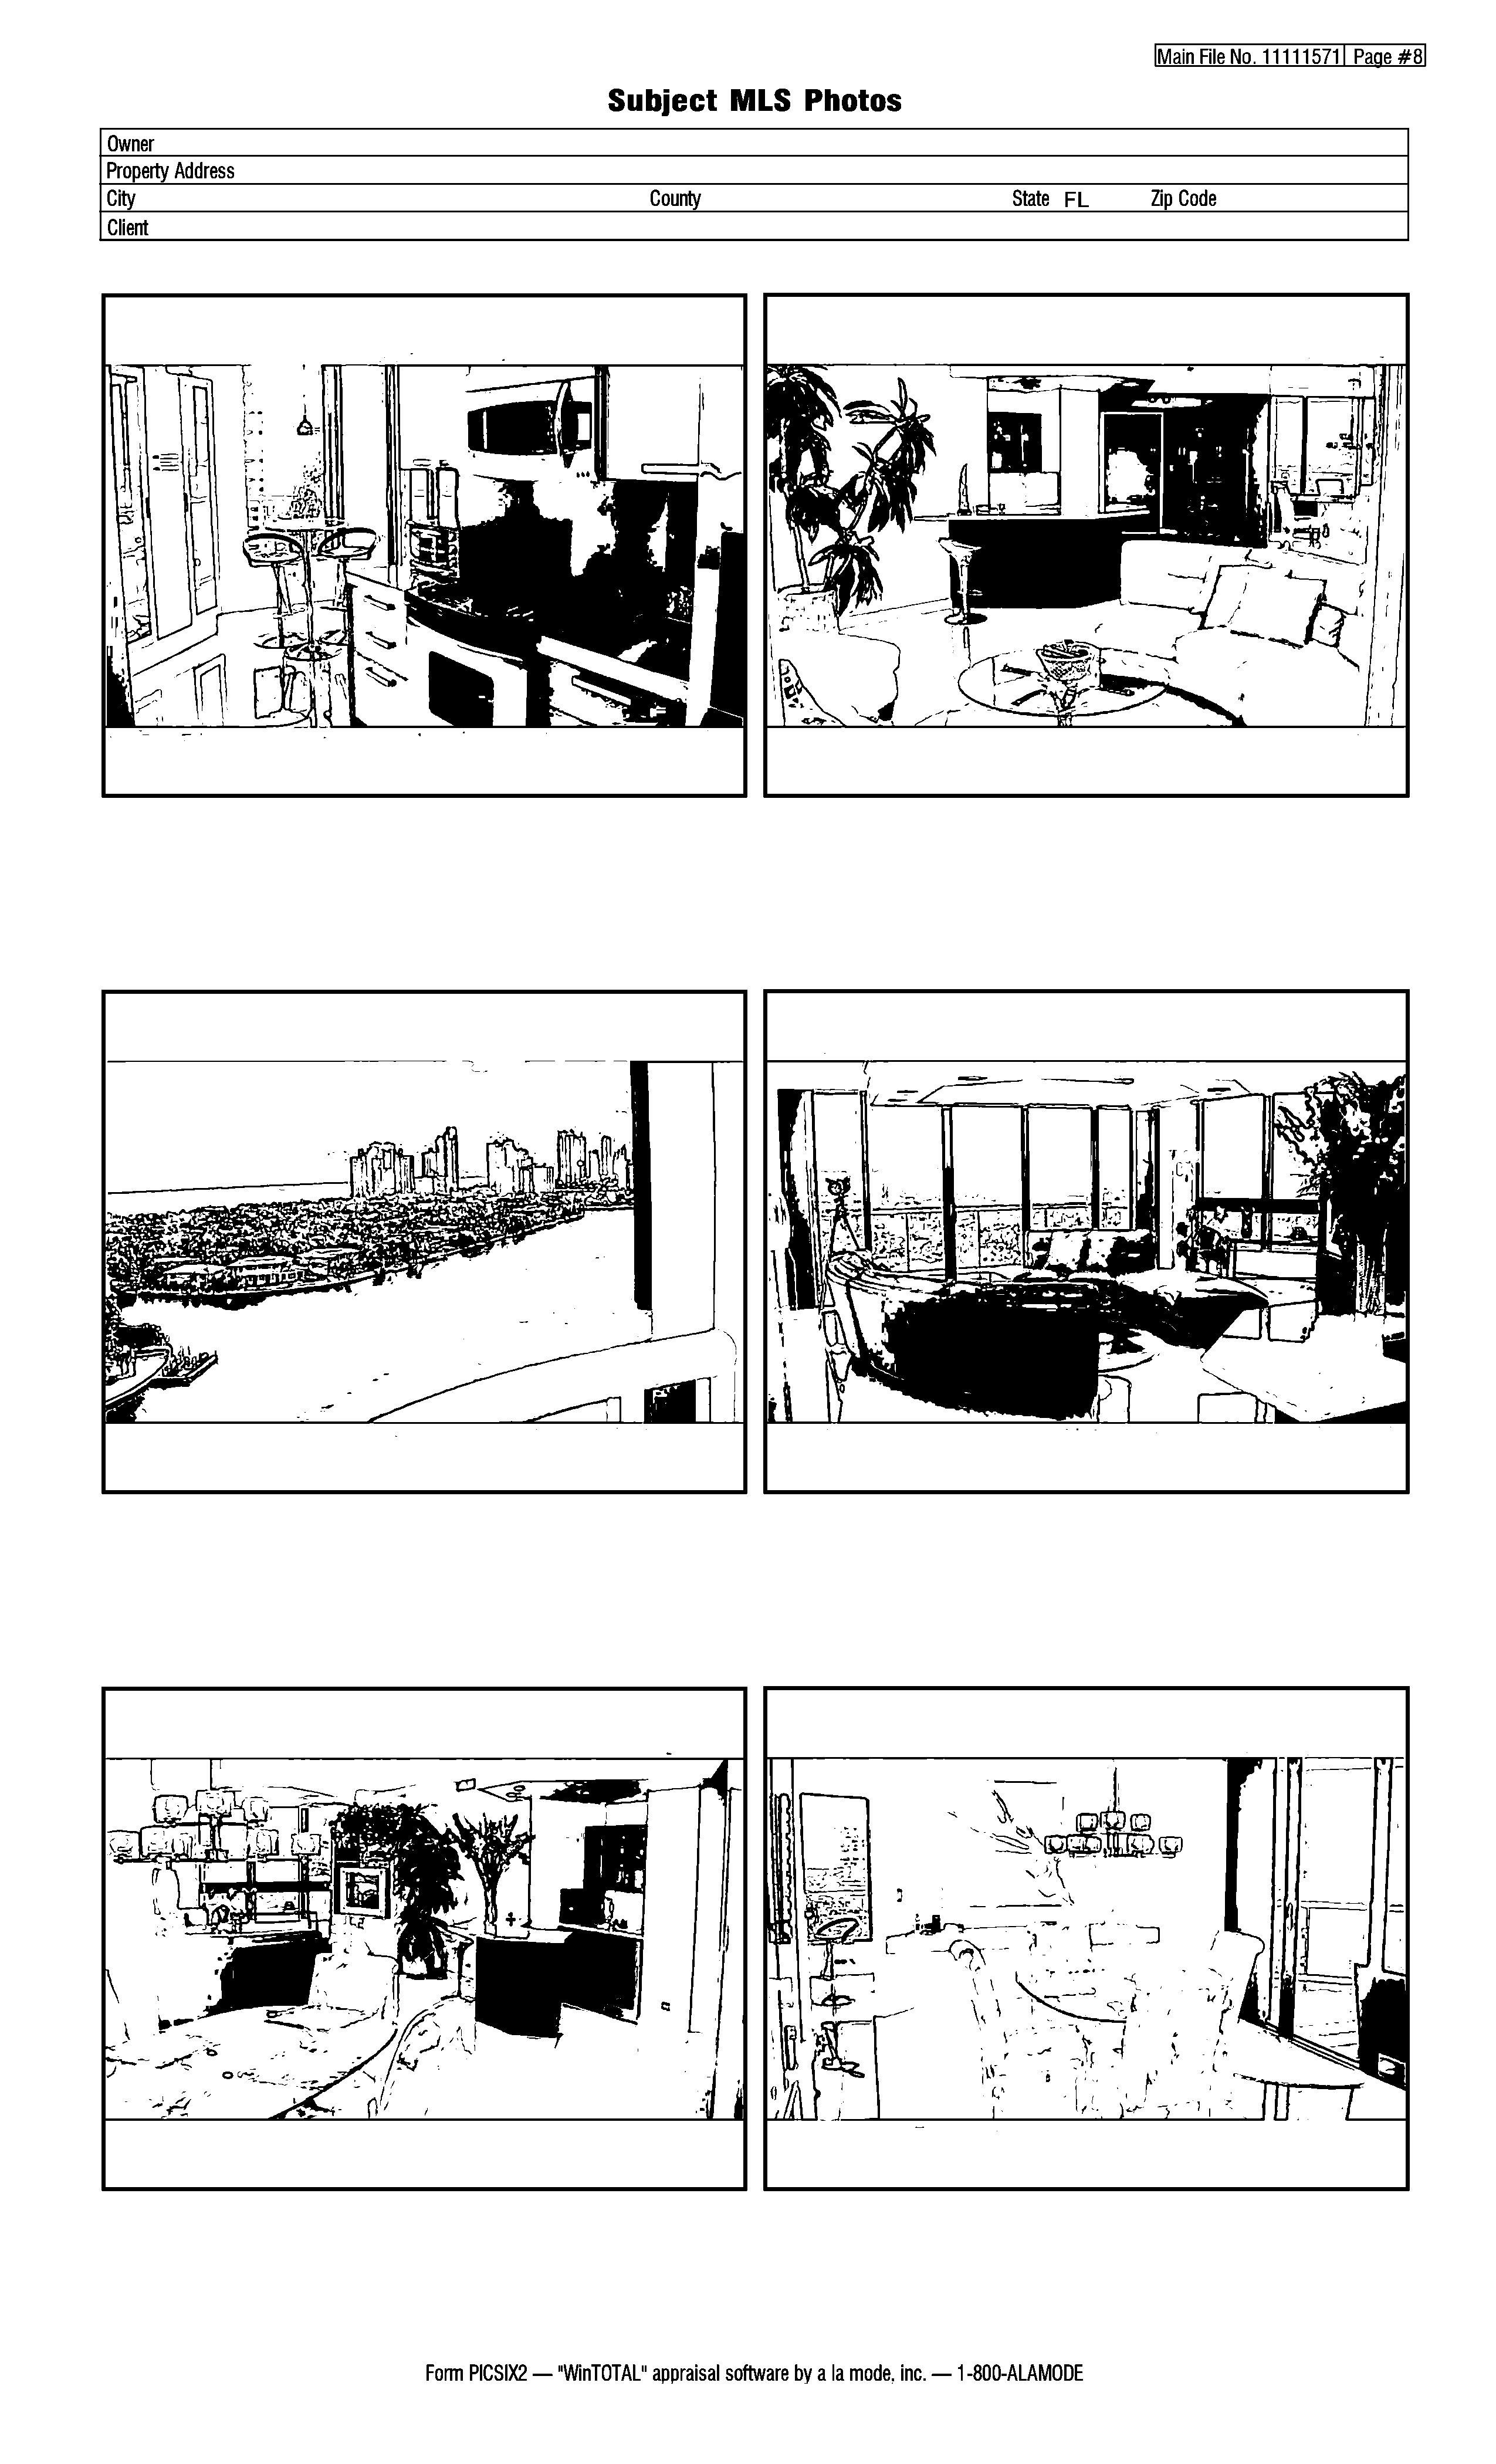 Main File No. 11111571 Page #8
Subject MLS Photos
Owner
Property Address
City County State FL Zip Code
Client
Form PICSIX2 — "WinTOTAL" appraisal software by a la mode, inc. — 1-800-ALAMODE